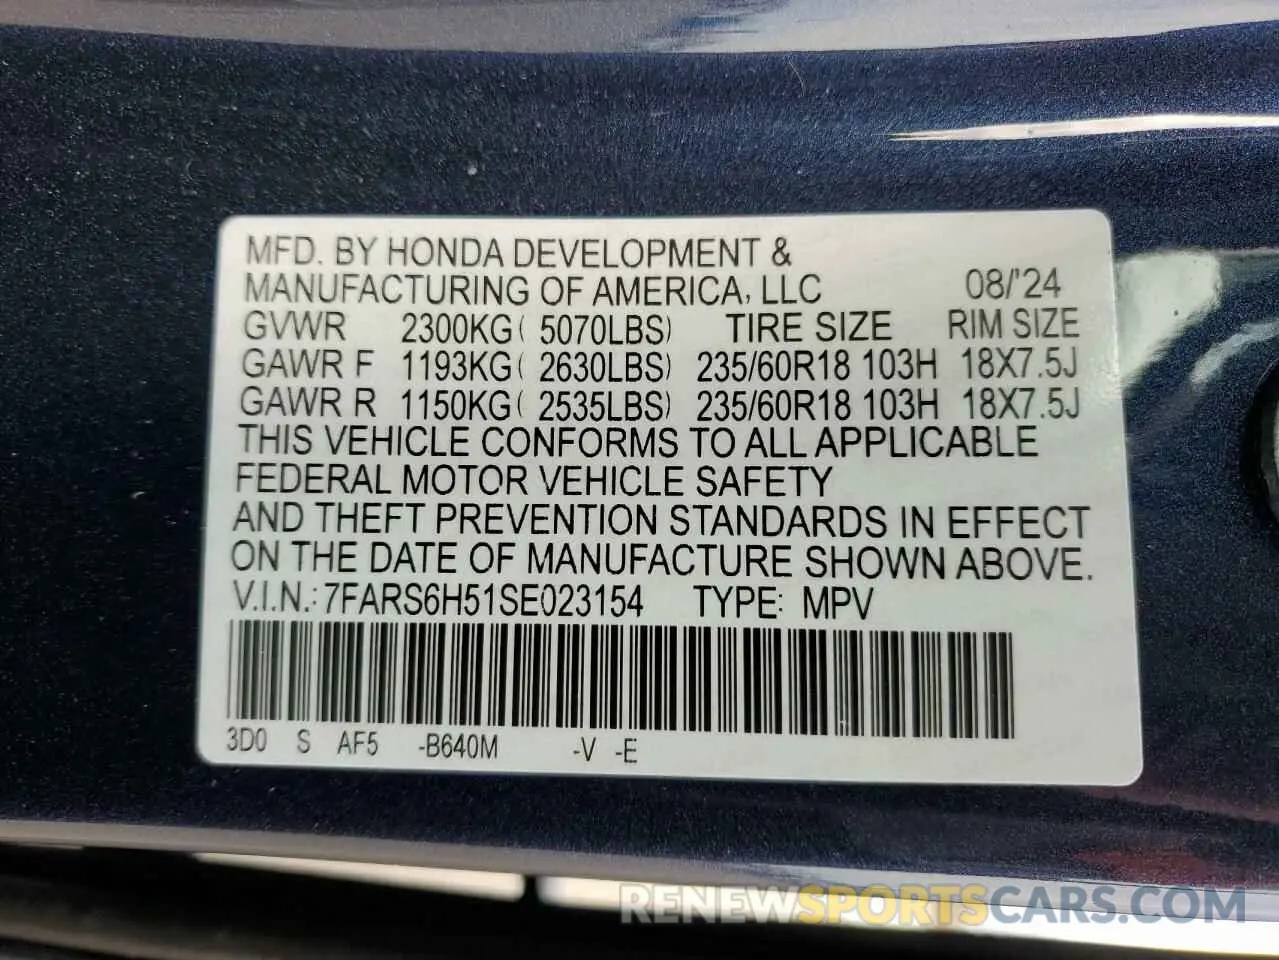 MFD. BY HONDA DEVELOPMENT &
MANUFACTURING OF AMERICA, LLC 08/'24
GVWR 2300KG( 5070LBS) TIRE SIZE RIM SIZE
GAWR F 1193KG( 2630LBS) 235/60R18 103H 18X7.5J
GAWR R 1150KG( 2535LBS) 235/60R18 103H 18X7.5J
THIS VEHICLE CONFORMS TO ALL APPLICABLE
FEDERAL MOTOR VEHICLE SAFETY
AND THEFT PREVENTION STANDARDS IN EFFECT
ON THE DATE OF MANUFACTURE SHOWN ABOVE.
V.I.N.: 7FARS6H51SE023154 TYPE: MPV
3D0 S AF5 -B640M -V -E
RENEWSPORTSCARS.COM